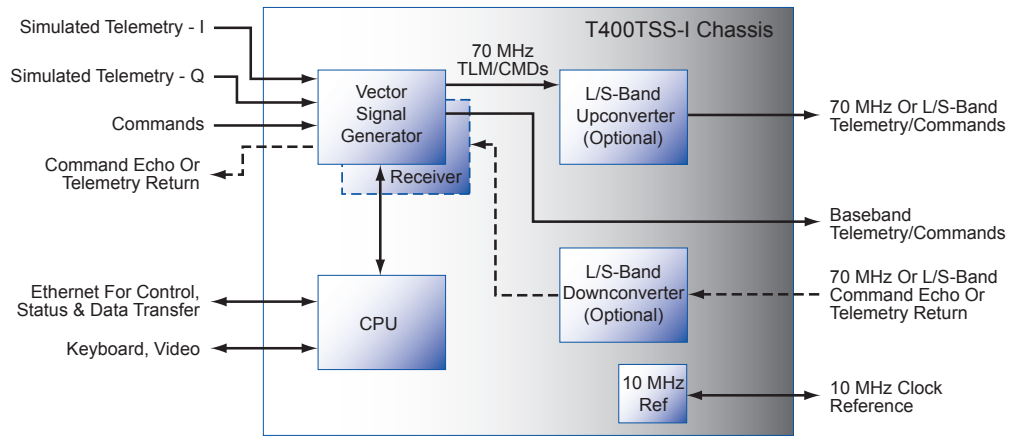 T400TSS-I Chassis
Simulated Telemetry - I
Simulated Telemetry - Q
Commands
Command Echo Or
Telemetry Return
Vector
Signal
Generator
Receiver
70 MHz
TLM/CMDs
L/S-Band
Upconverter
(Optional)
70 MHz Or L/S-Band
Telemetry/Commands
Baseband
Telemetry/Commands
Ethernet For Control,
Status & Data Transfer
Keyboard, Video
CPU
L/S-Band
Downconverter
(Optional)
70 MHz Or L/S-Band
Command Echo Or
Telemetry Return
10 MHz
Ref
10 MHz Clock
Reference